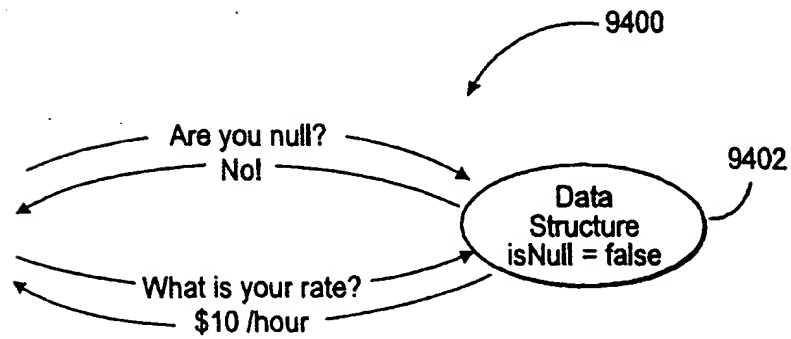 9400
Are you null?
No!
9402
Data
Structure
isNull = false
What is your rate?
$10 /hour